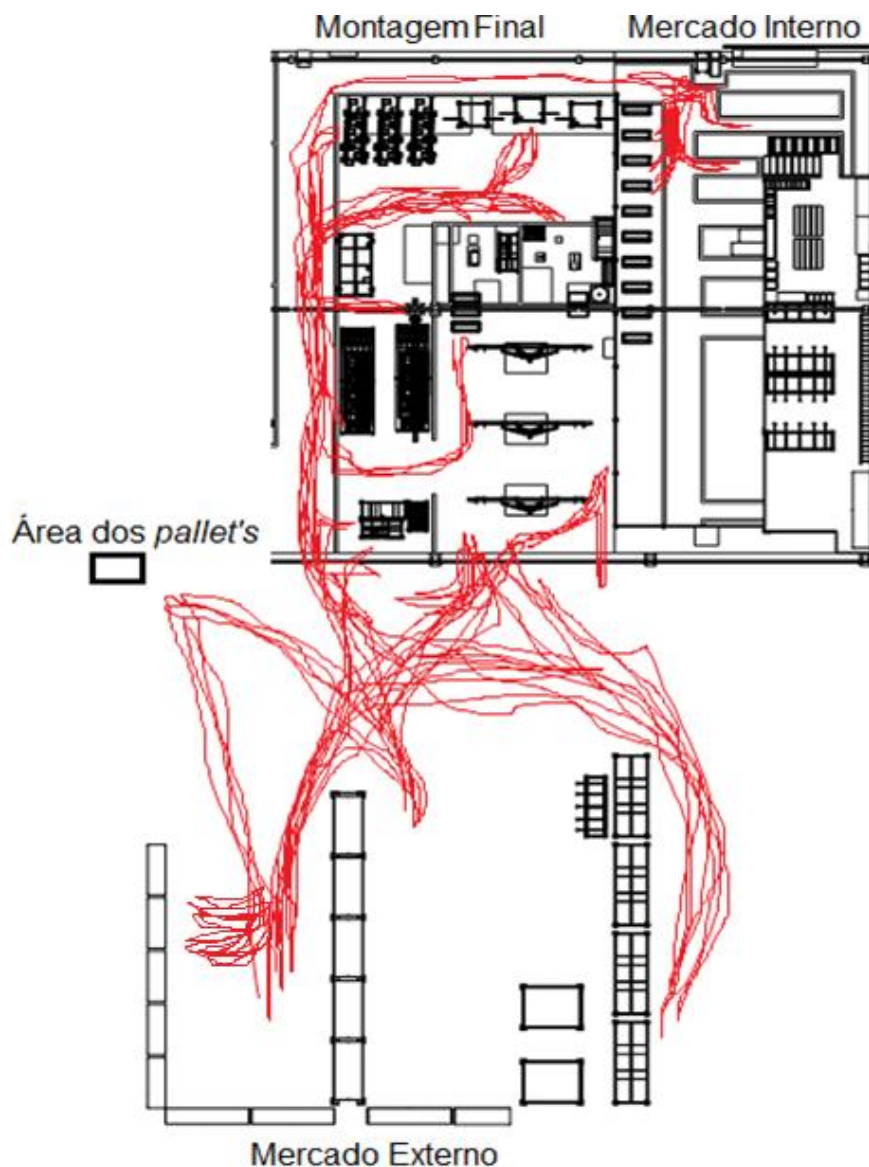 Montagem Final
Mercado Interno
Área dos pallet's
Mercado Externo